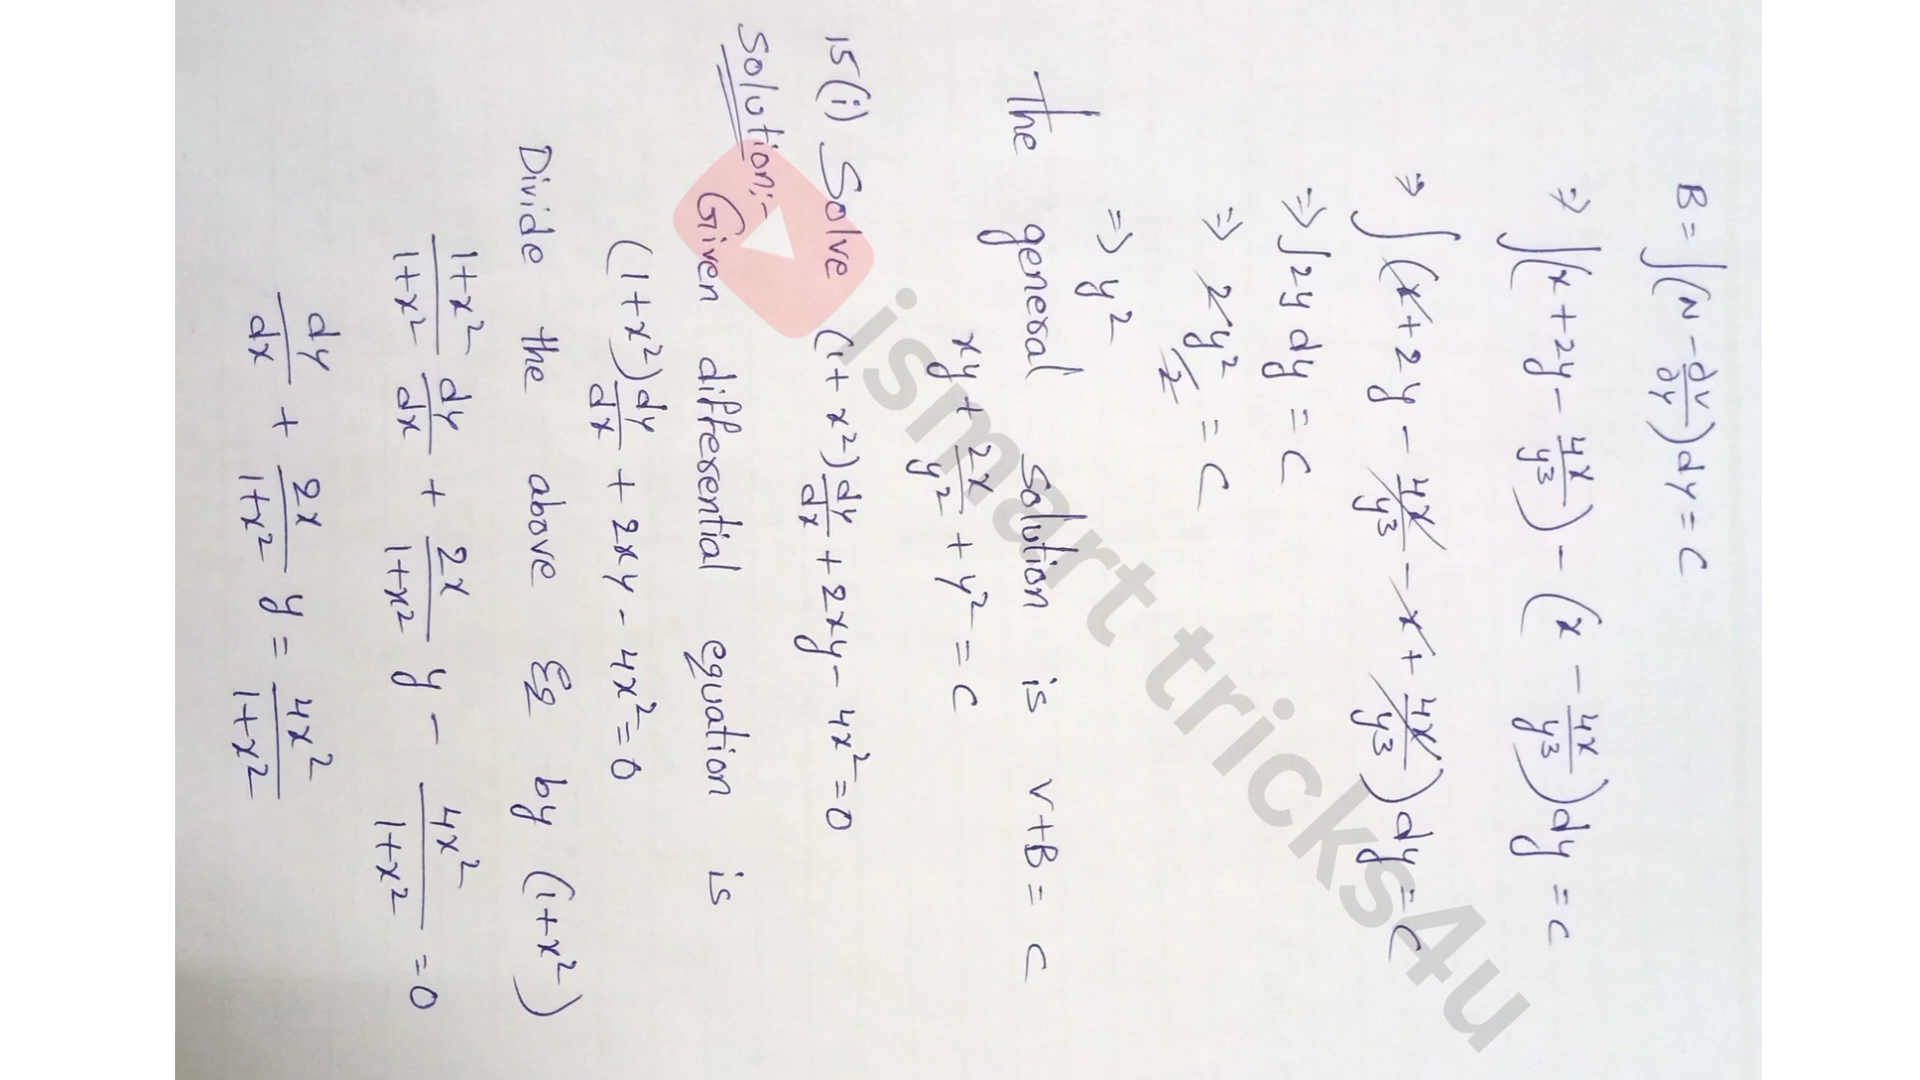 B = ∫(N - ∂v/∂y)dy = C
⇒ ∫(x + 2y - 4x/y³) - (x - 4x/y³)dy = C
⇒ ∫(x + 2y - 4x/y³ - x + 4x/y³)dy = C
⇒ ∫2y dy = C
⇒ 2y²/2 = C
⇒ y²
The general solution is v+B = C
xy + 2x/y² + y² = C
15(i) Solve (1+x²)dy/dx + 2xy - 4x² = 0
Solution:- Given differential equation is
(1+x²)dy/dx + 2xy - 4x² = 0
Divide the above Eq by (1+x²)
1+x²/1+x² dy/dx + 2x/1+x² y - 4x²/1+x² = 0
dy/dx + 2x/1+x² y = 4x²/1+x²
ismart tricks4u